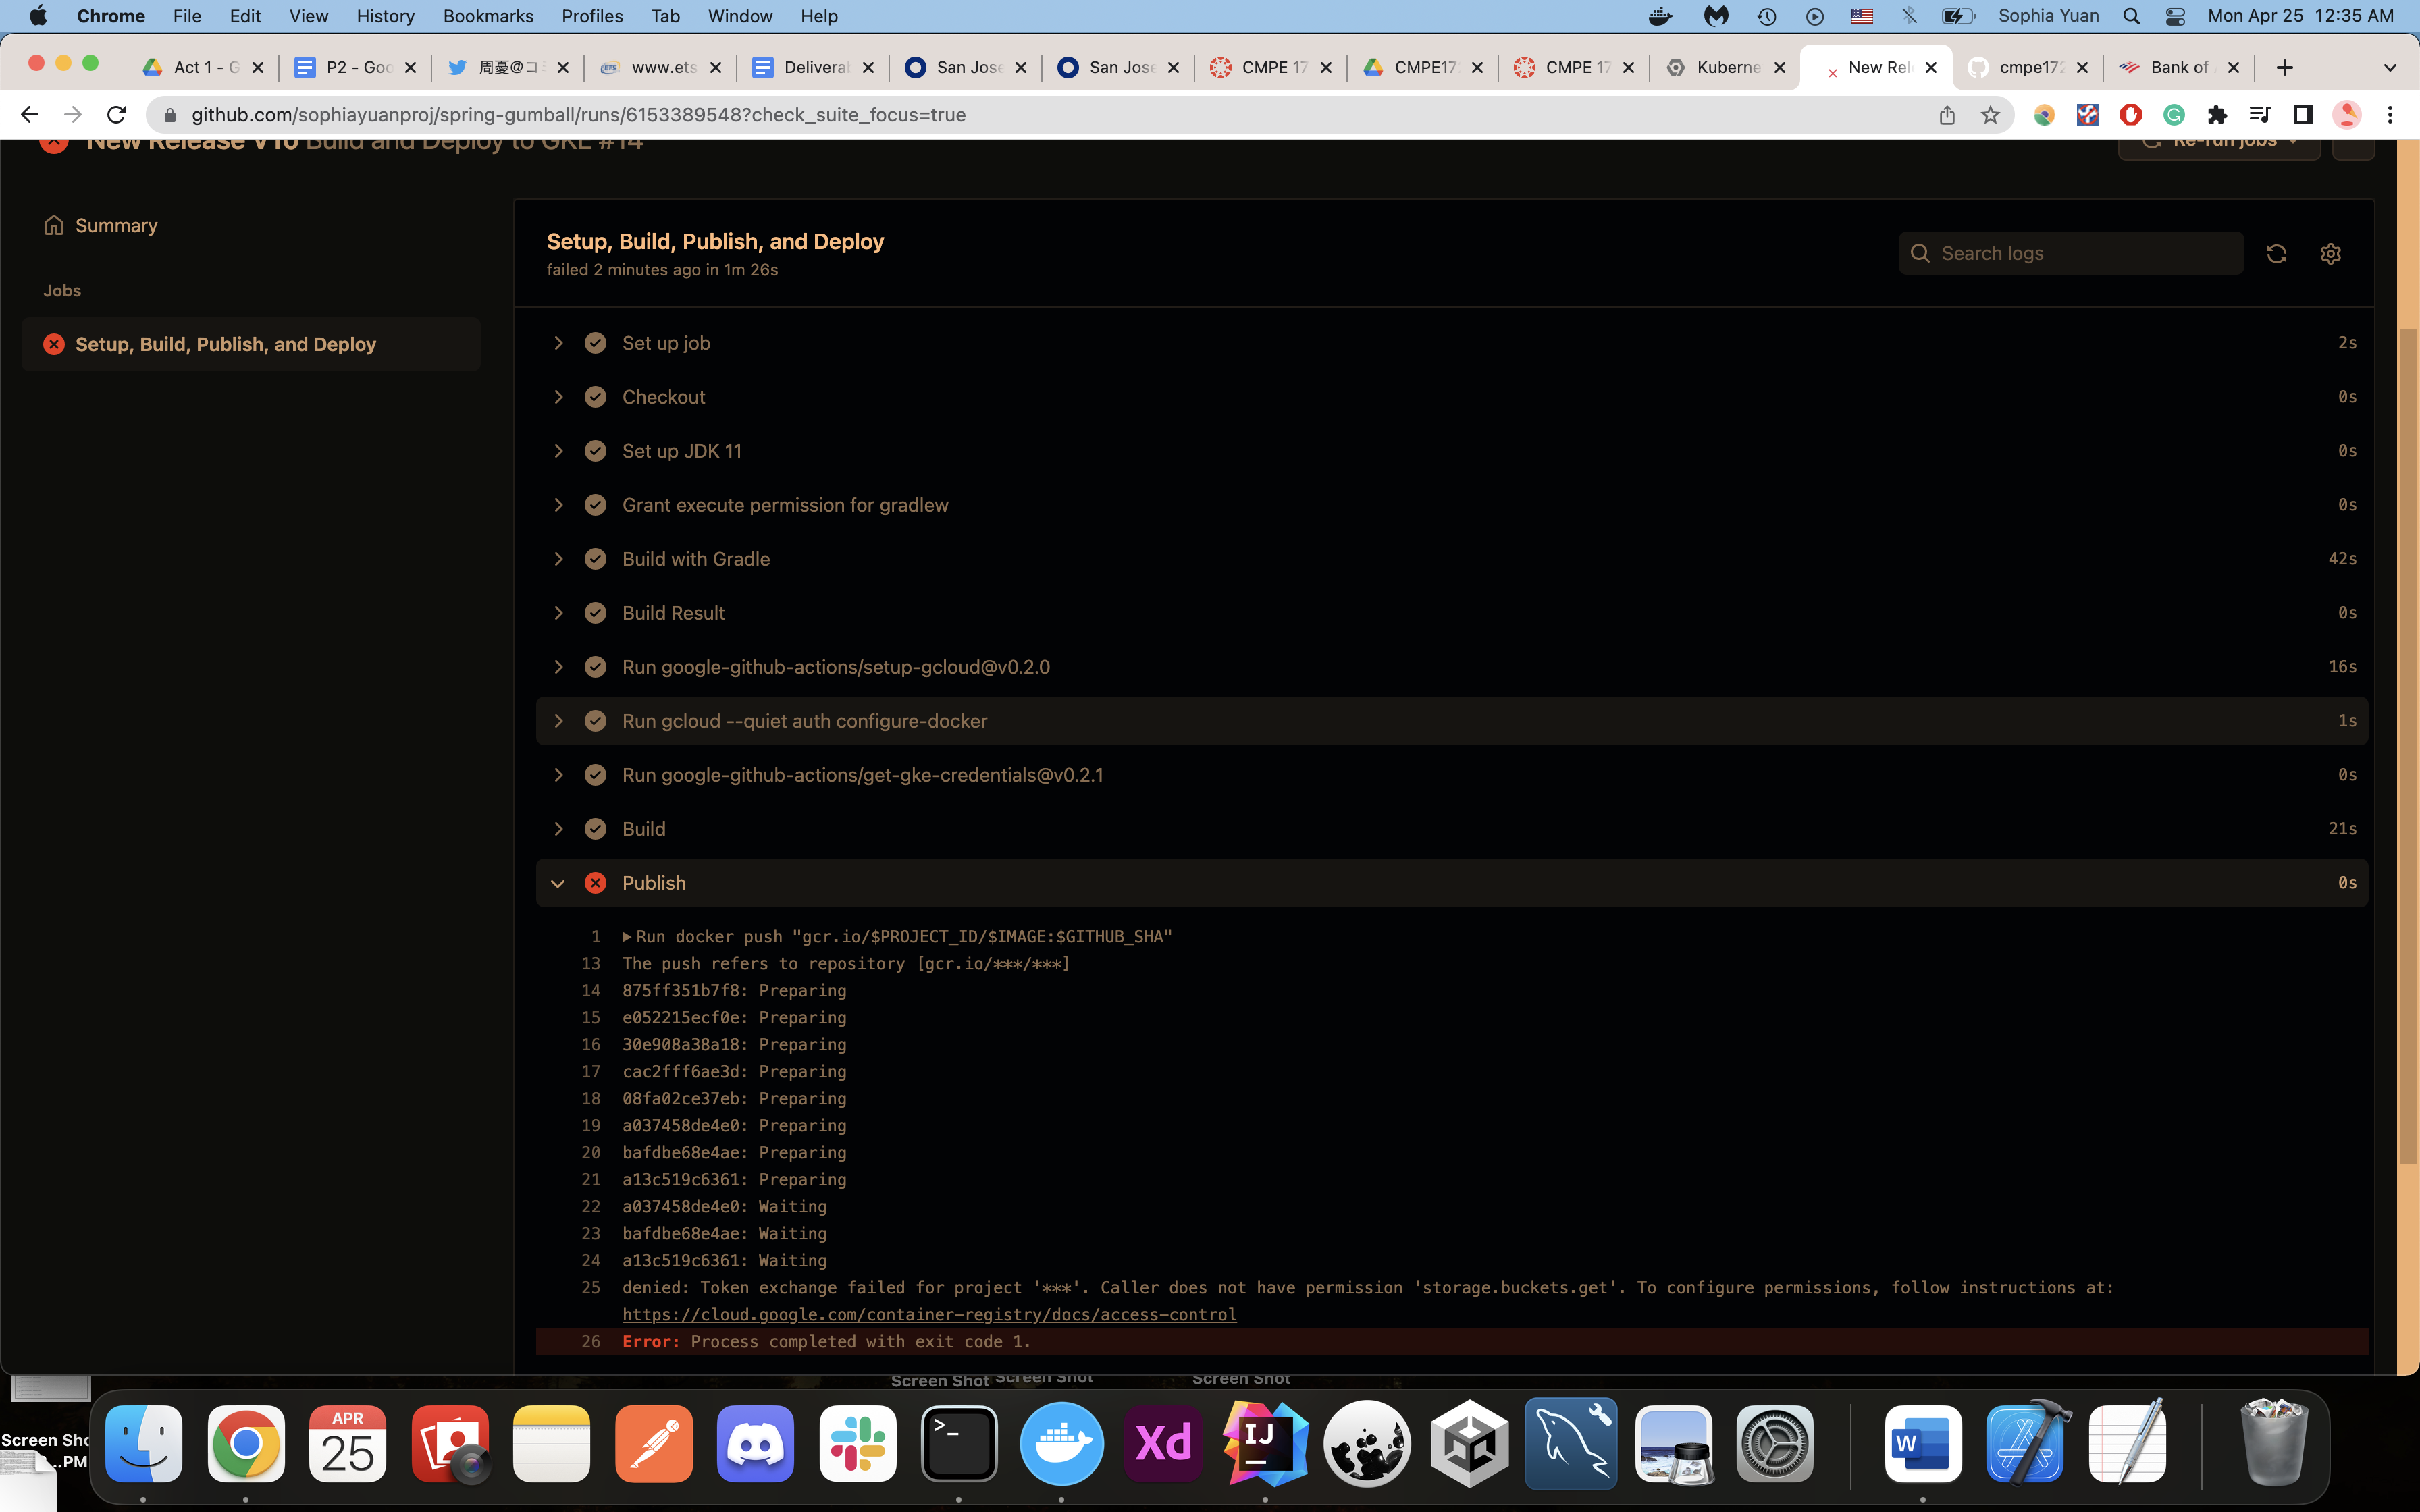 Chrome File Edit View History Bookmarks Profiles Tab Window Help Sophia Yuan Mon Apr 25 12:35 AM
Act 1 - G P2 - Goo 周憂@コミ www.ets Deliverab San Jose San Jose CMPE 17 CMPE17 CMPE 17 Kuberne New Rel cmpe172 Bank of
github.com/sophiayuanproj/spring-gumball/runs/6153389548?check_suite_focus=true
New Release V10 Build and Deploy to GKE #14
Re-run jobs
Summary
Jobs
Setup, Build, Publish, and Deploy
Setup, Build, Publish, and Deploy
failed 2 minutes ago in 1m 26s
Search logs
Set up job 2s
Checkout 0s
Set up JDK 11 0s
Grant execute permission for gradlew 0s
Build with Gradle 42s
Build Result 0s
Run google-github-actions/setup-gcloud@v0.2.0 16s
Run gcloud --quiet auth configure-docker 1s
Run google-github-actions/get-gke-credentials@v0.2.1 0s
Build 21s
Publish 0s
1 Run docker push "gcr.io/$PROJECT_ID/$IMAGE:$GITHUB_SHA"
13 The push refers to repository [gcr.io/***/***]
14 875ff351b7f8: Preparing
15 e052215ecf0e: Preparing
16 30e908a38a18: Preparing
17 cac2fff6ae3d: Preparing
18 08fa02ce37eb: Preparing
19 a037458de4e0: Preparing
20 bafdbe68e4ae: Preparing
21 a13c519c6361: Preparing
22 a037458de4e0: Waiting
23 bafdbe68e4ae: Waiting
24 a13c519c6361: Waiting
25 denied: Token exchange failed for project '***'. Caller does not have permission 'storage.buckets.get'. To configure permissions, follow instructions at:
https://cloud.google.com/container-registry/docs/access-control
26 Error: Process completed with exit code 1.
Screen Shot Screen Shot Screen Shot
Screen Sho
...PM
APR
25
Xd
IJ
W